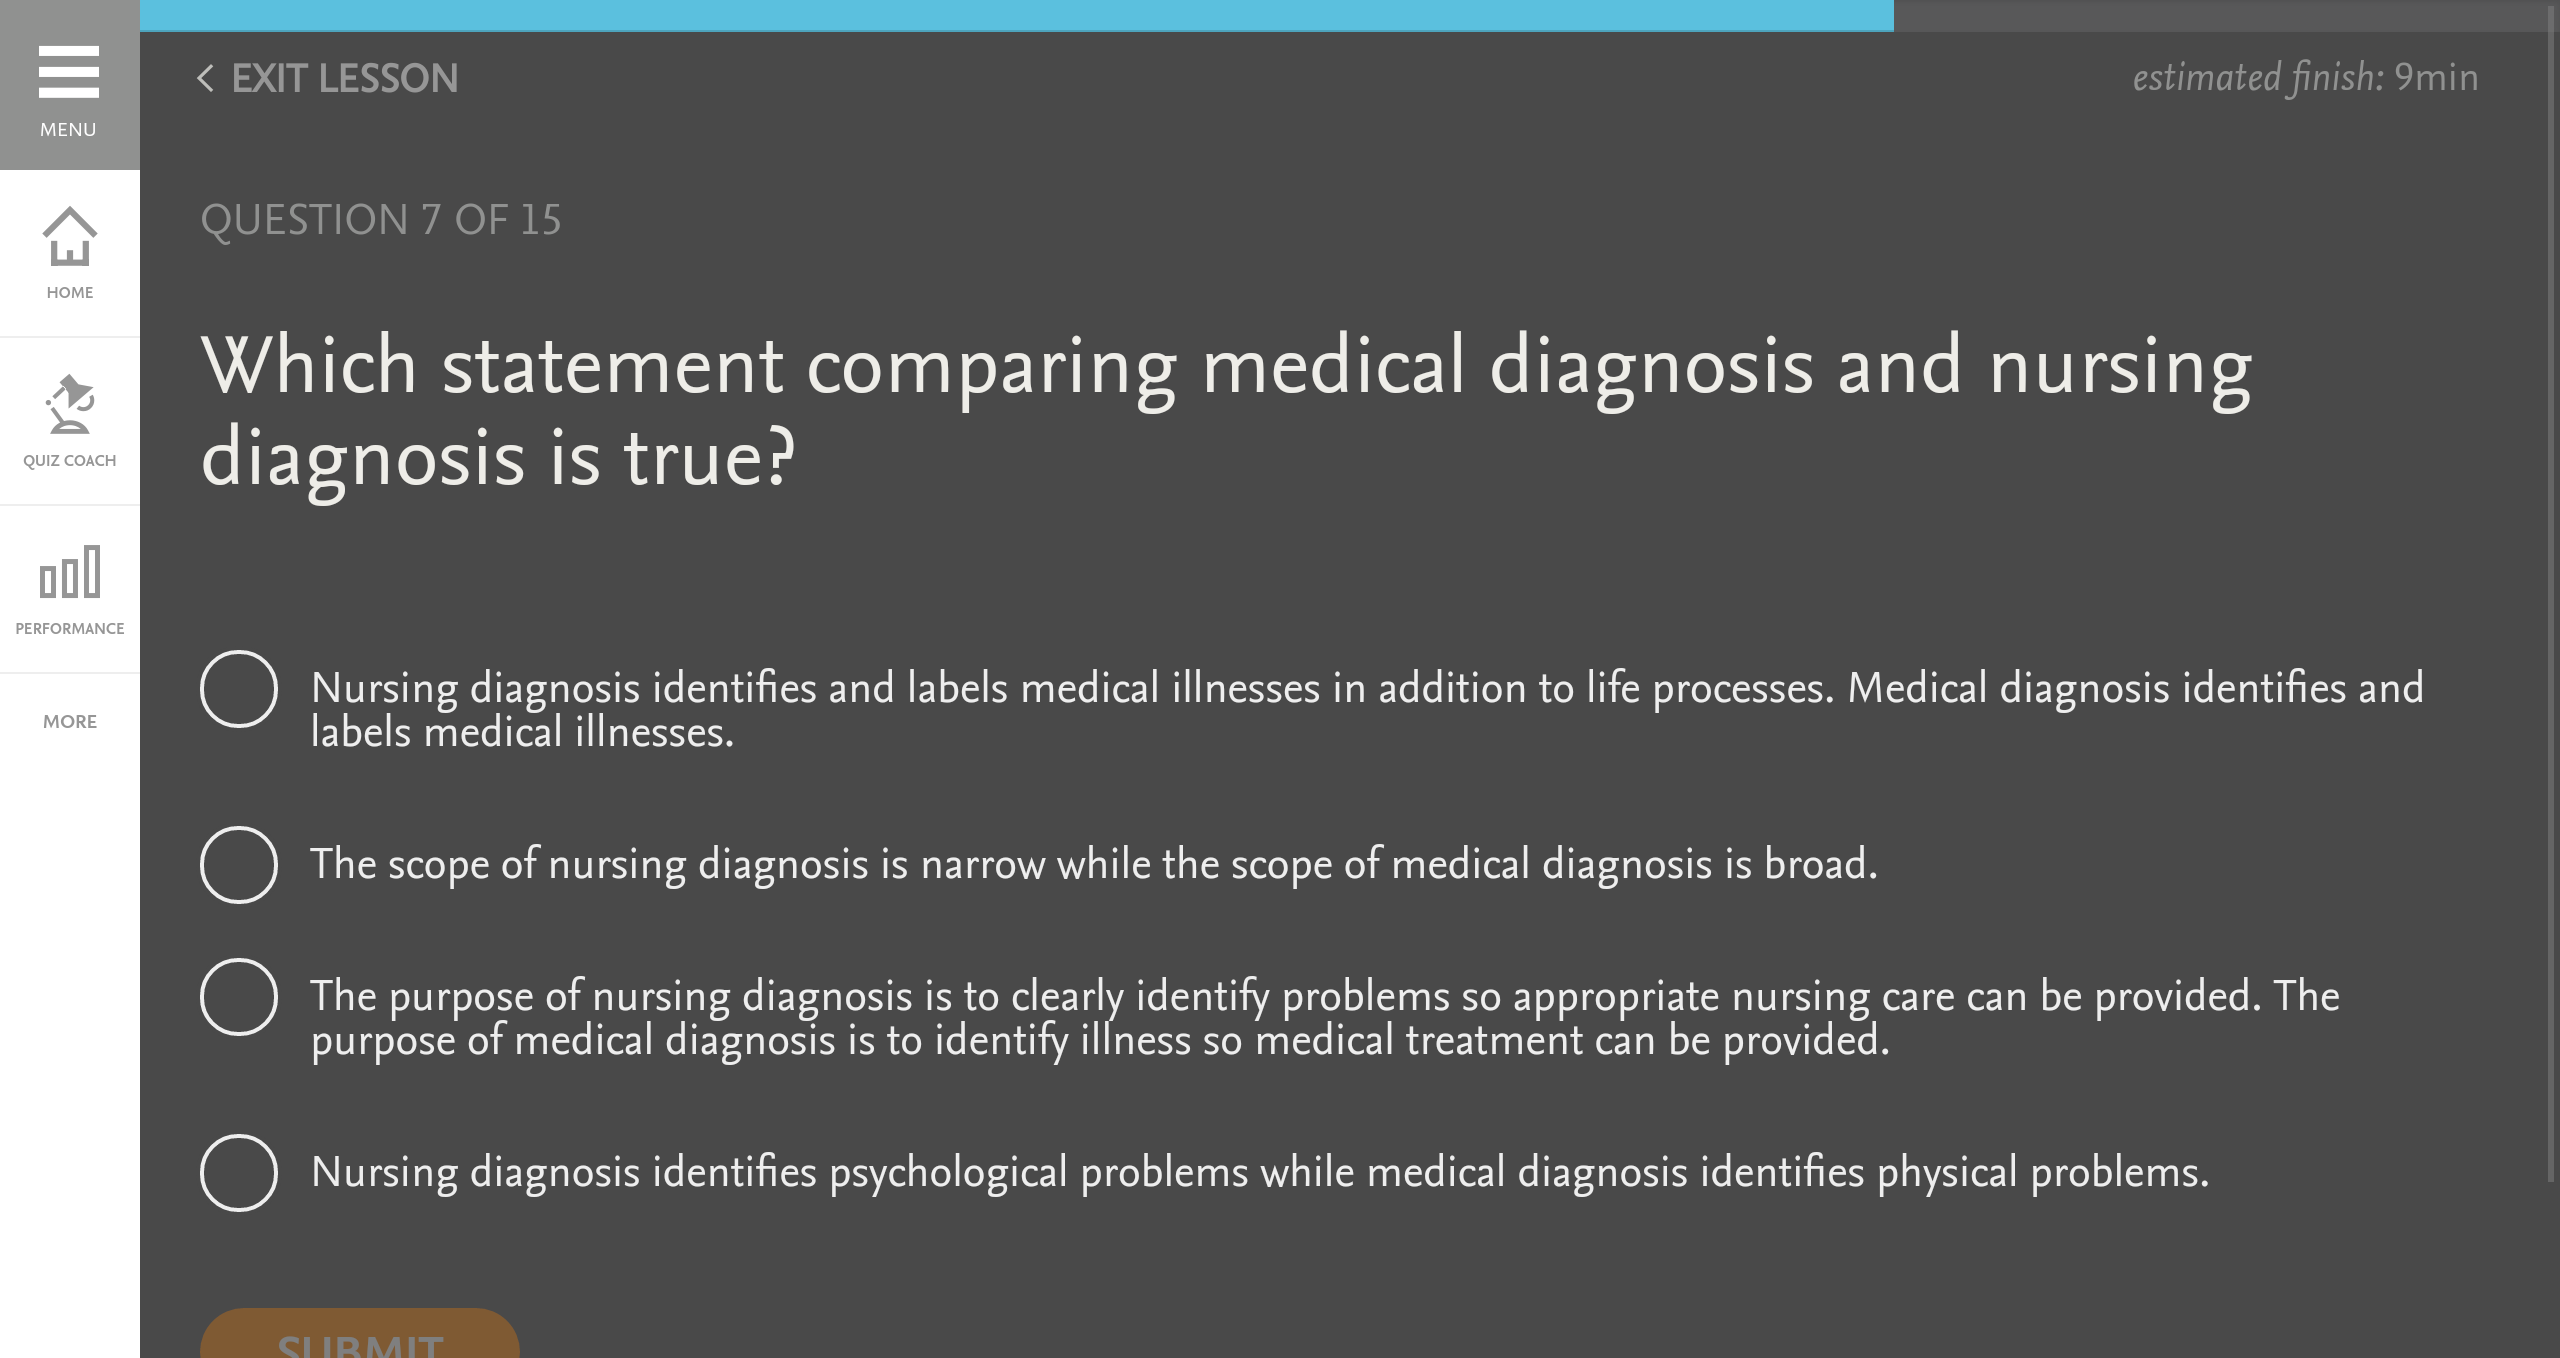 MENU
HOME
QUIZ COACH
PERFORMANCE
MORE
EXIT LESSON
estimated finish: 9min
QUESTION 7 OF 15
Which statement comparing medical diagnosis and nursing
diagnosis is true?
Nursing diagnosis identifies and labels medical illnesses in addition to life processes. Medical diagnosis identifies and
labels medical illnesses.
The scope of nursing diagnosis is narrow while the scope of medical diagnosis is broad.
The purpose of nursing diagnosis is to clearly identify problems so appropriate nursing care can be provided. The
purpose of medical diagnosis is to identify illness so medical treatment can be provided.
Nursing diagnosis identifies psychological problems while medical diagnosis identifies physical problems.
SUBMIT